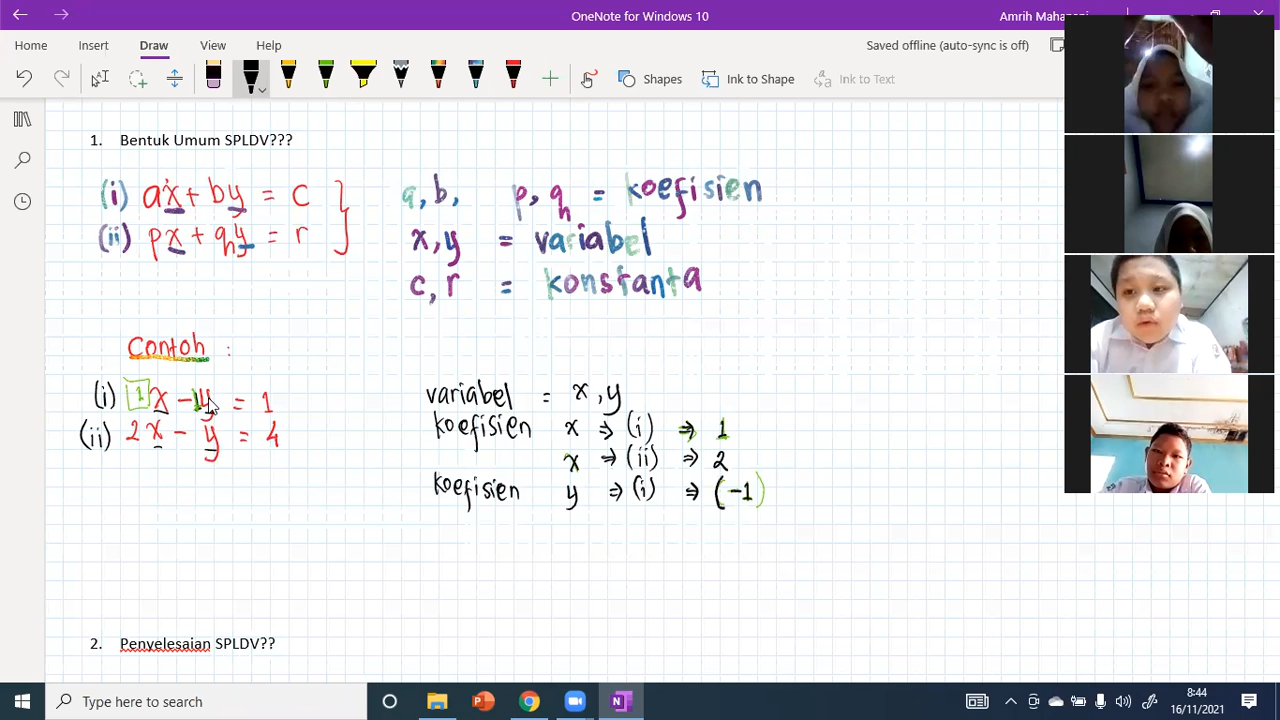 OneNote for Windows 10
Home Insert Draw View Help
Saved offline (auto-sync is off)
Shapes Ink to Shape Ink to Text
1. Bentuk Umum SPLDV???
(i) ax + by = c
(ii) px + qy = r
a, b, p, q = koefisien
x, y = variabel
c, r = konstanta
Contoh :
(i) 1x - 1y = 1
(ii) 2x - y = 4
variabel = x, y
koefisien x ⇒ (i) ⇒ 1
x ⇒ (ii) ⇒ 2
koefisien y ⇒ (i) ⇒ (-1)
2. Penyelesaian SPLDV??
Type here to search
8:44
16/11/2021